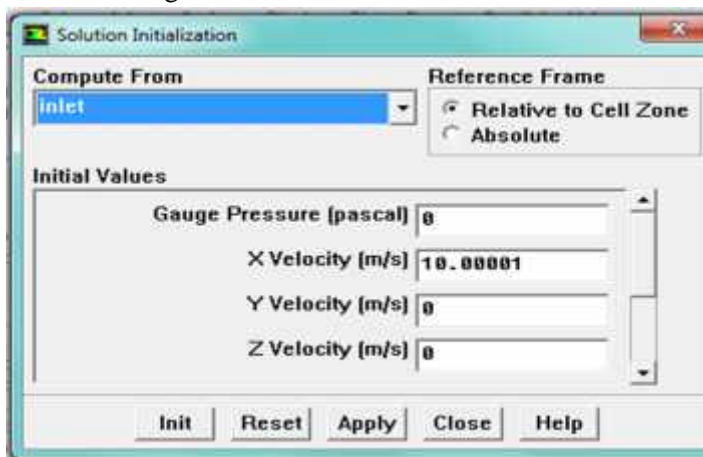 Solution Initialization
Compute From
Reference Frame
inlet
Relative to Cell Zone
Absolute
Initial Values
Gauge Pressure (pascal) 0
X Velocity (m/s) 10.00001
Y Velocity (m/s) 0
Z Velocity (m/s) 0
Init Reset Apply Close Help